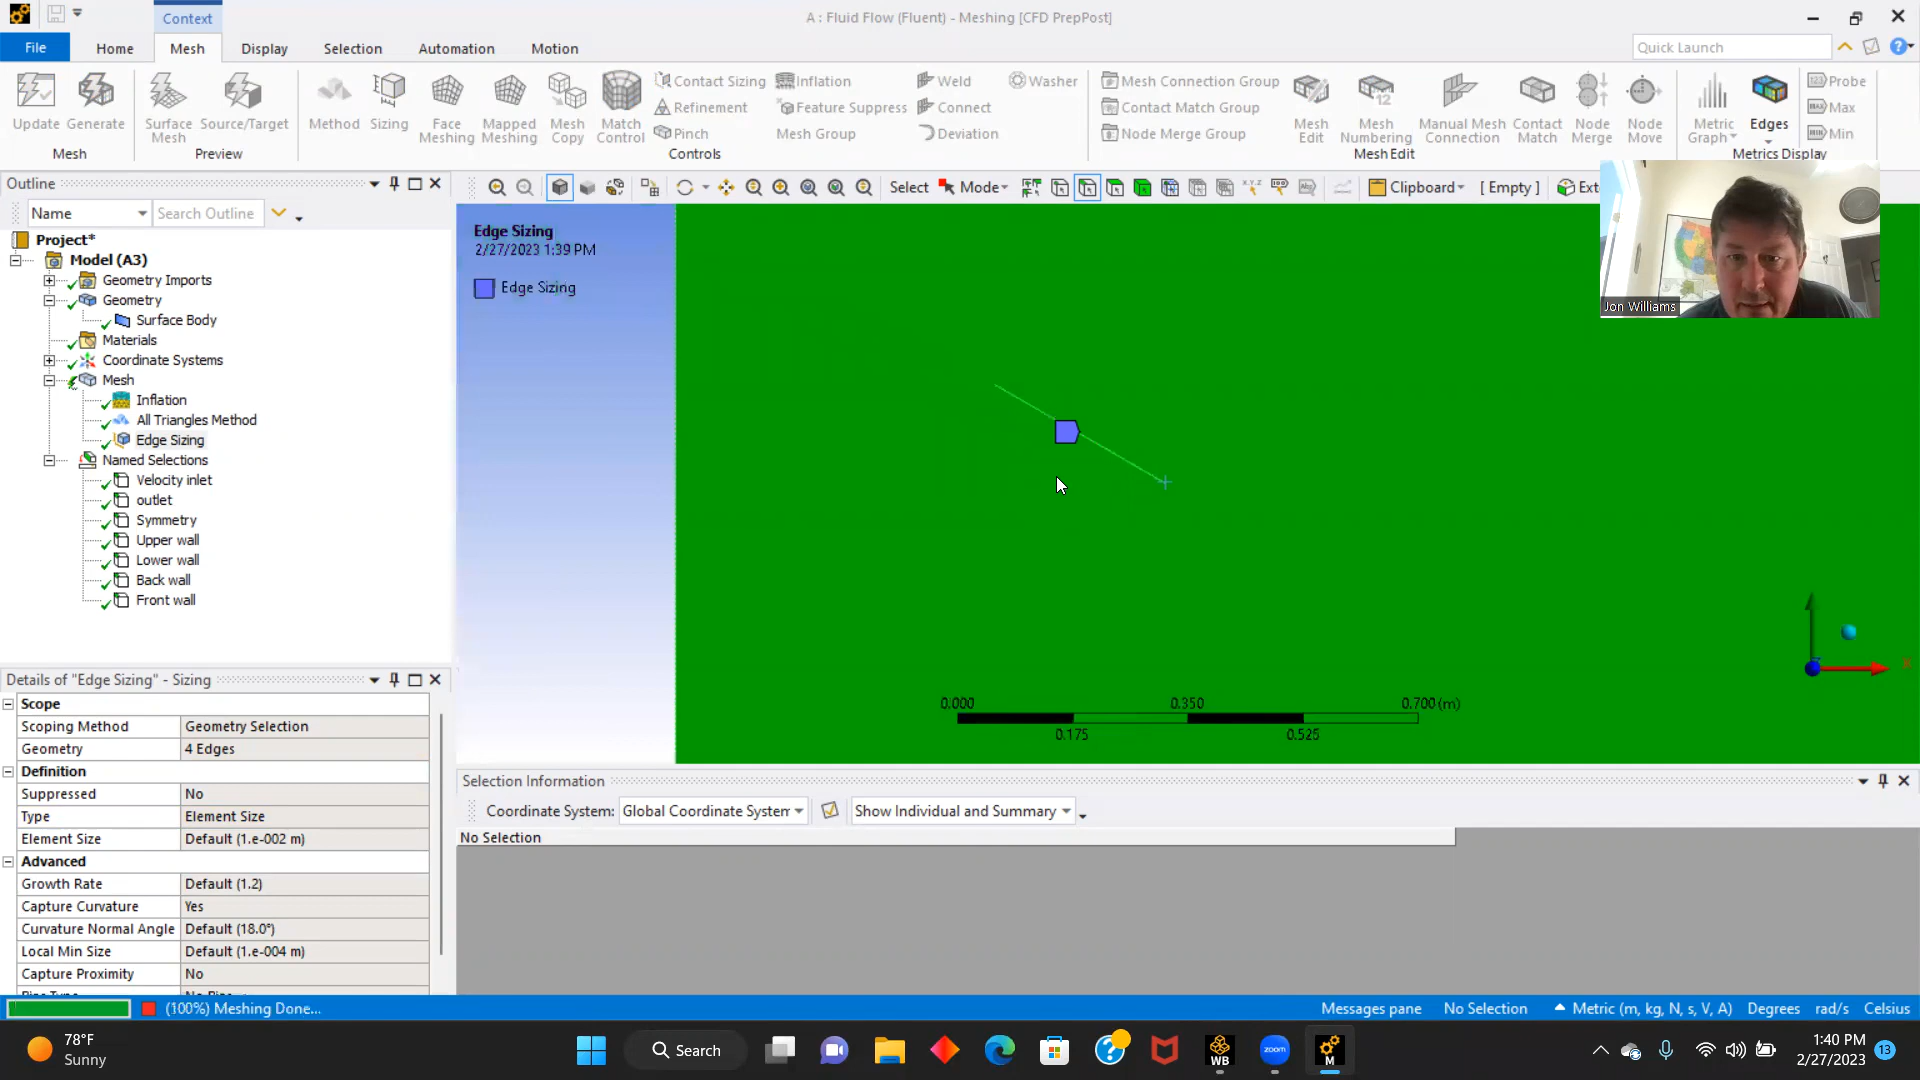 Context
A : Fluid Flow (Fluent) - Meshing [CFD PrepPost]
File
Home
Mesh
Display
Selection
Automation
Motion
Quick Launch
Update
Generate
Mesh
Surface Mesh
Source/Target
Preview
Method
Sizing
Face Meshing
Mapped Meshing
Mesh Copy
Match Control
Contact Sizing
Refinement
Pinch
Inflation
Feature Suppress
Mesh Group
Weld
Connect
Deviation
Washer
Controls
Mesh Connection Group
Contact Match Group
Node Merge Group
Mesh Edit
Mesh Numbering
Manual Mesh Connection
Contact Match
Node Merge
Node Move
Mesh Edit
Metric Graph
Edges
Probe
Max
Min
Metrics Display
Outline
Name
Search Outline
Select
Mode
Clipboard
[ Empty ]
Ext
Project*
Model (A3)
Geometry Imports
Geometry
Surface Body
Materials
Coordinate Systems
Mesh
Inflation
All Triangles Method
Edge Sizing
Named Selections
Velocity inlet
outlet
Symmetry
Upper wall
Lower wall
Back wall
Front wall
Edge Sizing
2/27/2023 1:39 PM
Edge Sizing
Jon Williams
0.000
0.350
0.700 (m)
0.175
0.525
Details of "Edge Sizing" - Sizing
Scope
Scoping Method Geometry Selection
Geometry 4 Edges
Definition
Suppressed No
Type Element Size
Element Size Default (1.e-002 m)
Advanced
Growth Rate Default (1.2)
Capture Curvature Yes
Curvature Normal Angle Default (18.0°)
Local Min Size Default (1.e-004 m)
Capture Proximity No
Selection Information
Coordinate System: Global Coordinate System
Show Individual and Summary
No Selection
(100%) Meshing Done...
Messages pane
No Selection
Metric (m, kg, N, s, V, A)
Degrees
rad/s
Celsius
78°F
Sunny
Search
WB
zoom
M
1:40 PM
2/27/2023
13